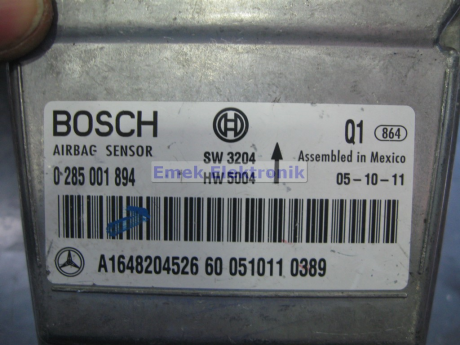 BOSCH Q1 864
AIRBAG SENSOR SW 3204 Assembled in Mexico
0 285 001 894 HW 5004 05-10-11
Emek Elektronik
A1648204526 60 051011 0389